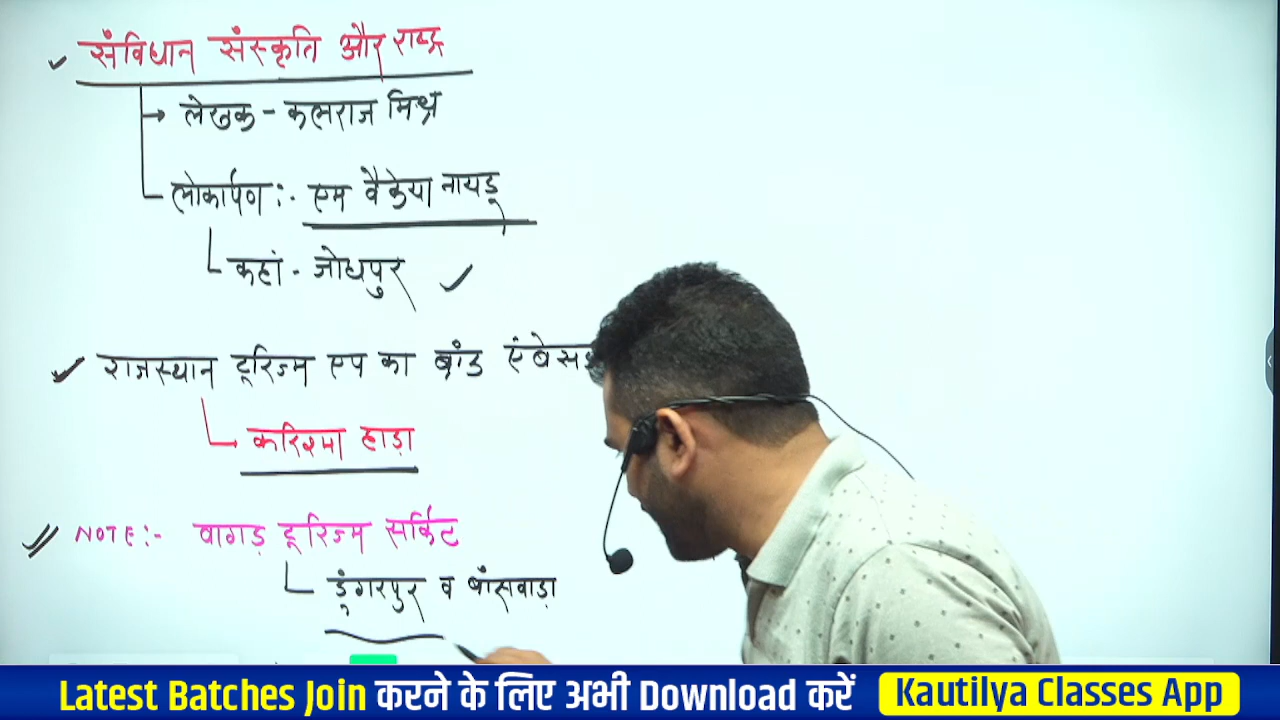 संविधान संस्कृति और राष्ट्र
लेखक - कलराज मिश्र
लोकार्पण :- एम वैकेया नायडू
कहां - जोधपुर
राजस्थान टूरिज्म एप का ब्रांड
करिश्मा हाड़ा
NOTE:- वागड़ टूरिज्म सर्किट
डूंगरपुर व बांसवाड़ा
Latest Batches Join करने के लिए अभी Download करें Kautilya Classes App